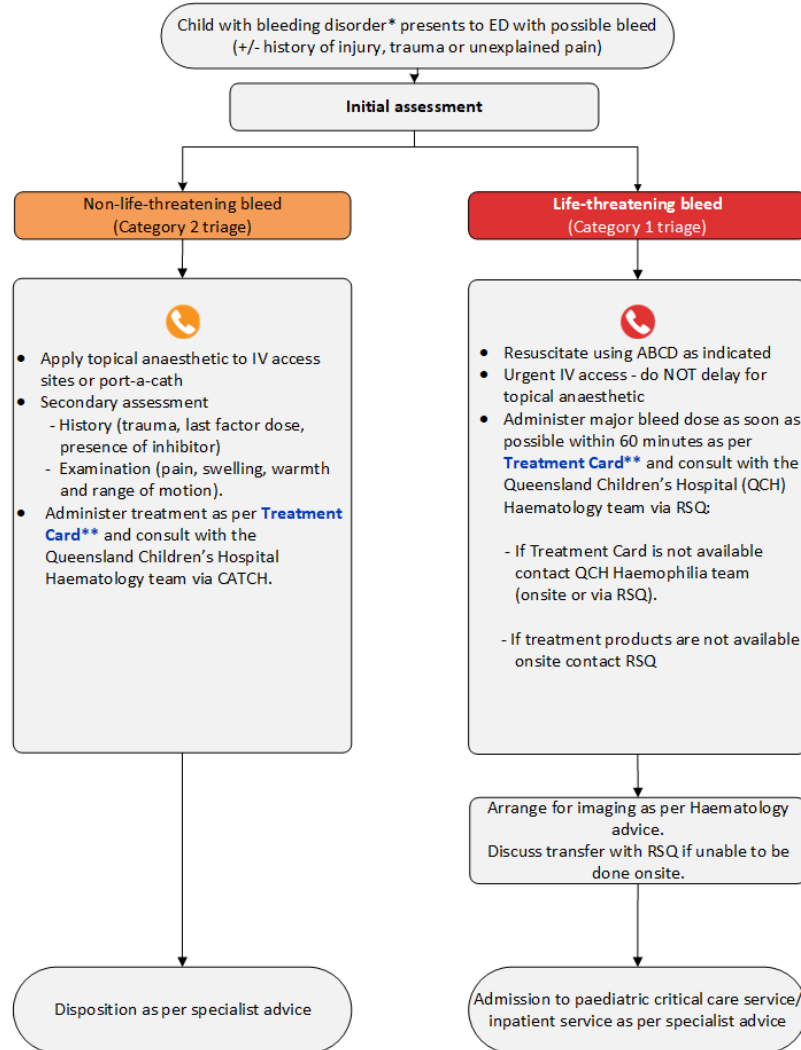 Child with bleeding disorder* presents to ED with possible bleed
(+/- history of injury, trauma or unexplained pain)
Initial assessment
Non-life-threatening bleed
(Category 2 triage)
• Apply topical anaesthetic to IV access
sites or port-a-cath
• Secondary assessment
- History (trauma, last factor dose,
presence of inhibitor)
- Examination (pain, swelling, warmth
and range of motion).
• Administer treatment as per Treatment
Card** and consult with the
Queensland Children's Hospital
Haematology team via CATCH.
Disposition as per specialist advice
Life-threatening bleed
(Category 1 triage)
• Resuscitate using ABCD as indicated
• Urgent IV access - do NOT delay for
topical anaesthetic
• Administer major bleed dose as soon as
possible within 60 minutes as per
Treatment Card** and consult with the
Queensland Children's Hospital (QCH)
Haematology team via RSQ:
- If Treatment Card is not available
contact QCH Haemophilia team
(onsite or via RSQ).
- If treatment products are not available
onsite contact RSQ
Arrange for imaging as per Haematology
advice.
Discuss transfer with RSQ if unable to be
done onsite.
Admission to paediatric critical care service/
inpatient service as per specialist advice